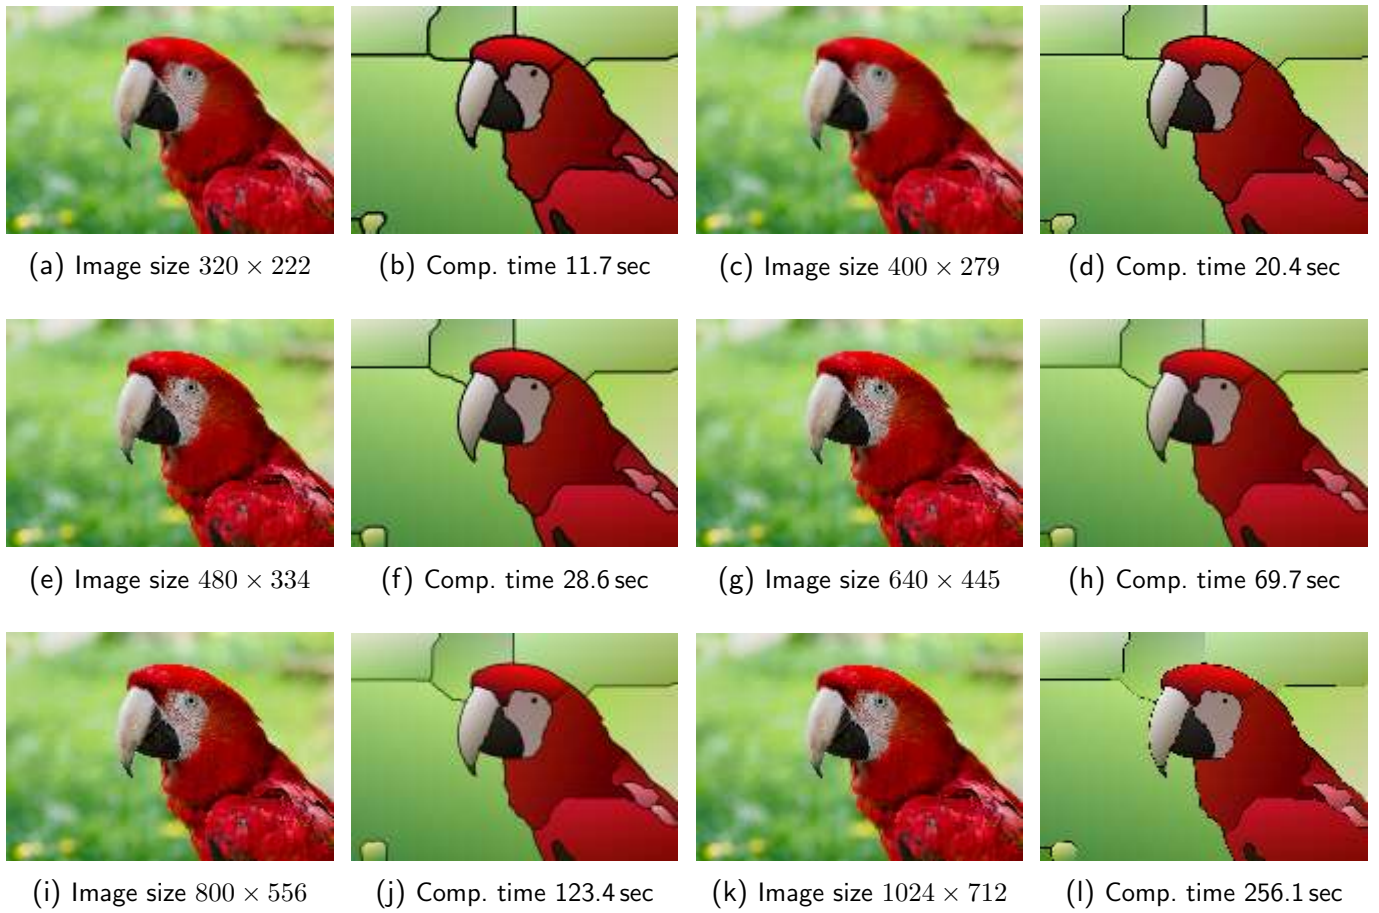 (a) Image size 320 × 222
(b) Comp. time 11.7 sec
(c) Image size 400 × 279
(d) Comp. time 20.4 sec
(e) Image size 480 × 334
(f) Comp. time 28.6 sec
(g) Image size 640 × 445
(h) Comp. time 69.7 sec
(i) Image size 800 × 556
(j) Comp. time 123.4 sec
(k) Image size 1024 × 712
(l) Comp. time 256.1 sec